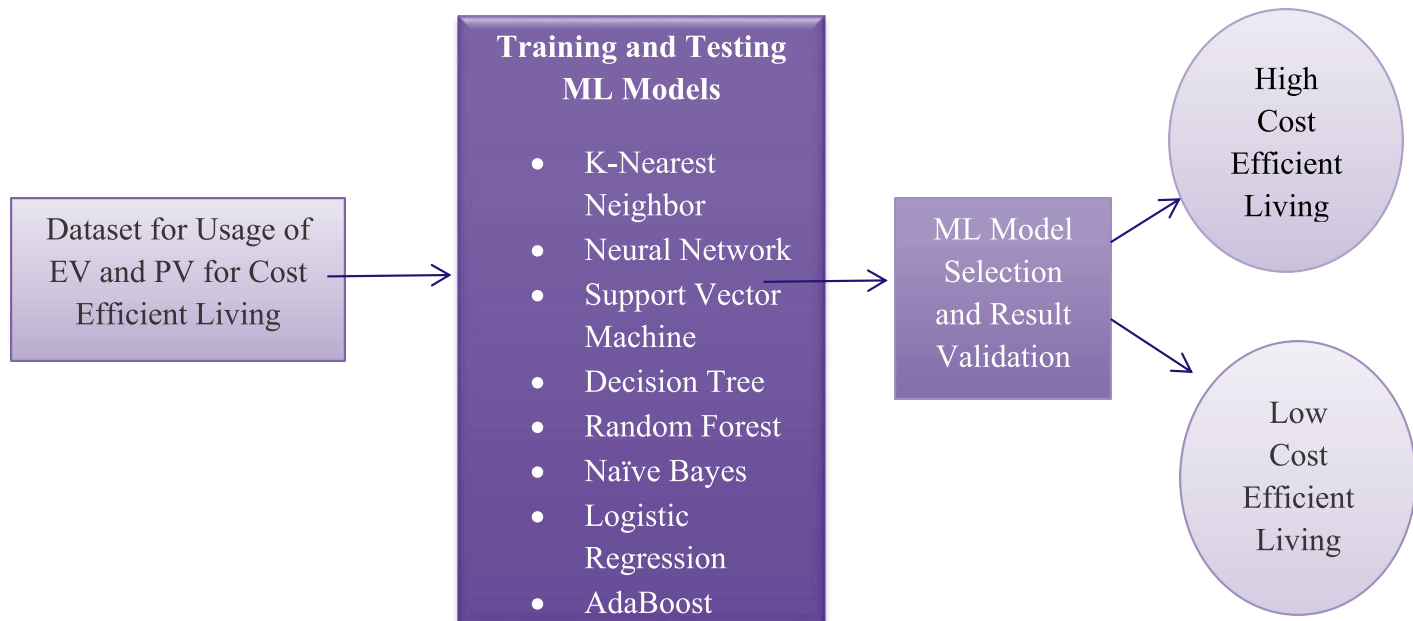 Dataset for Usage of
EV and PV for Cost
Efficient Living
Training and Testing
ML Models
• K-Nearest
Neighbor
• Neural Network
• Support Vector
Machine
• Decision Tree
• Random Forest
• Naïve Bayes
• Logistic
Regression
• AdaBoost
ML Model
Selection
and Result
Validation
High
Cost
Efficient
Living
Low
Cost
Efficient
Living